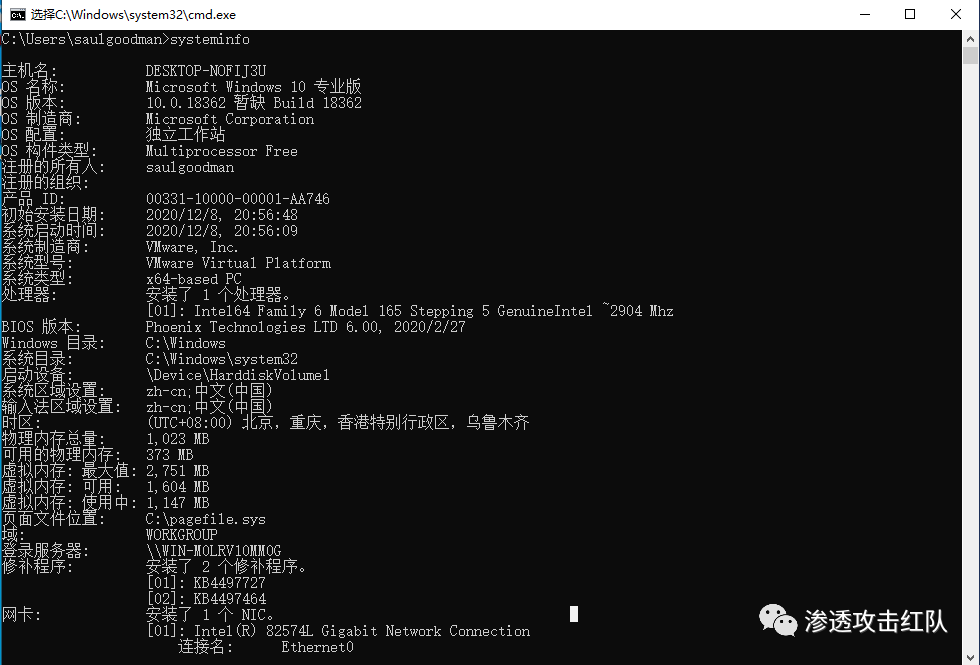 选择C:\Windows\system32\cmd.exe
C:\Users\saulgoodman>systeminfo
主机名: DESKTOP-NOFIJ3U
OS 名称: Microsoft Windows 10 专业版
OS 版本: 10.0.18362 暂缺 Build 18362
OS 制造商: Microsoft Corporation
OS 配置: 独立工作站
OS 构件类型: Multiprocessor Free
注册的所有人: saulgoodman
注册的组织:
产品 ID: 00331-10000-00001-AA746
初始安装日期: 2020/12/8, 20:56:48
系统启动时间: 2020/12/8, 20:56:09
系统制造商: VMware, Inc.
系统型号: VMware Virtual Platform
系统类型: x64-based PC
处理器: 安装了 1 个处理器。
[01]: Intel64 Family 6 Model 165 Stepping 5 GenuineIntel ~2904 Mhz
BIOS 版本: Phoenix Technologies LTD 6.00, 2020/2/27
Windows 目录: C:\Windows
系统目录: C:\Windows\system32
启动设备: \Device\HarddiskVolume1
系统区域设置: zh-cn;中文(中国)
输入法区域设置: zh-cn;中文(中国)
时区: (UTC+08:00) 北京，重庆，香港特别行政区，乌鲁木齐
物理内存总量: 1,023 MB
可用的物理内存: 373 MB
虚拟内存: 最大值: 2,751 MB
虚拟内存: 可用: 1,604 MB
虚拟内存: 使用中: 1,147 MB
页面文件位置: C:\pagefile.sys
域: WORKGROUP
登录服务器: \\WIN-M0LRV10MM0G
修补程序: 安装了 2 个修补程序。
[01]: KB4497727
[02]: KB4497464
网卡: 安装了 1 个 NIC。
[01]: Intel(R) 82574L Gigabit Network Connection
连接名: Ethernet0
渗透攻击红队